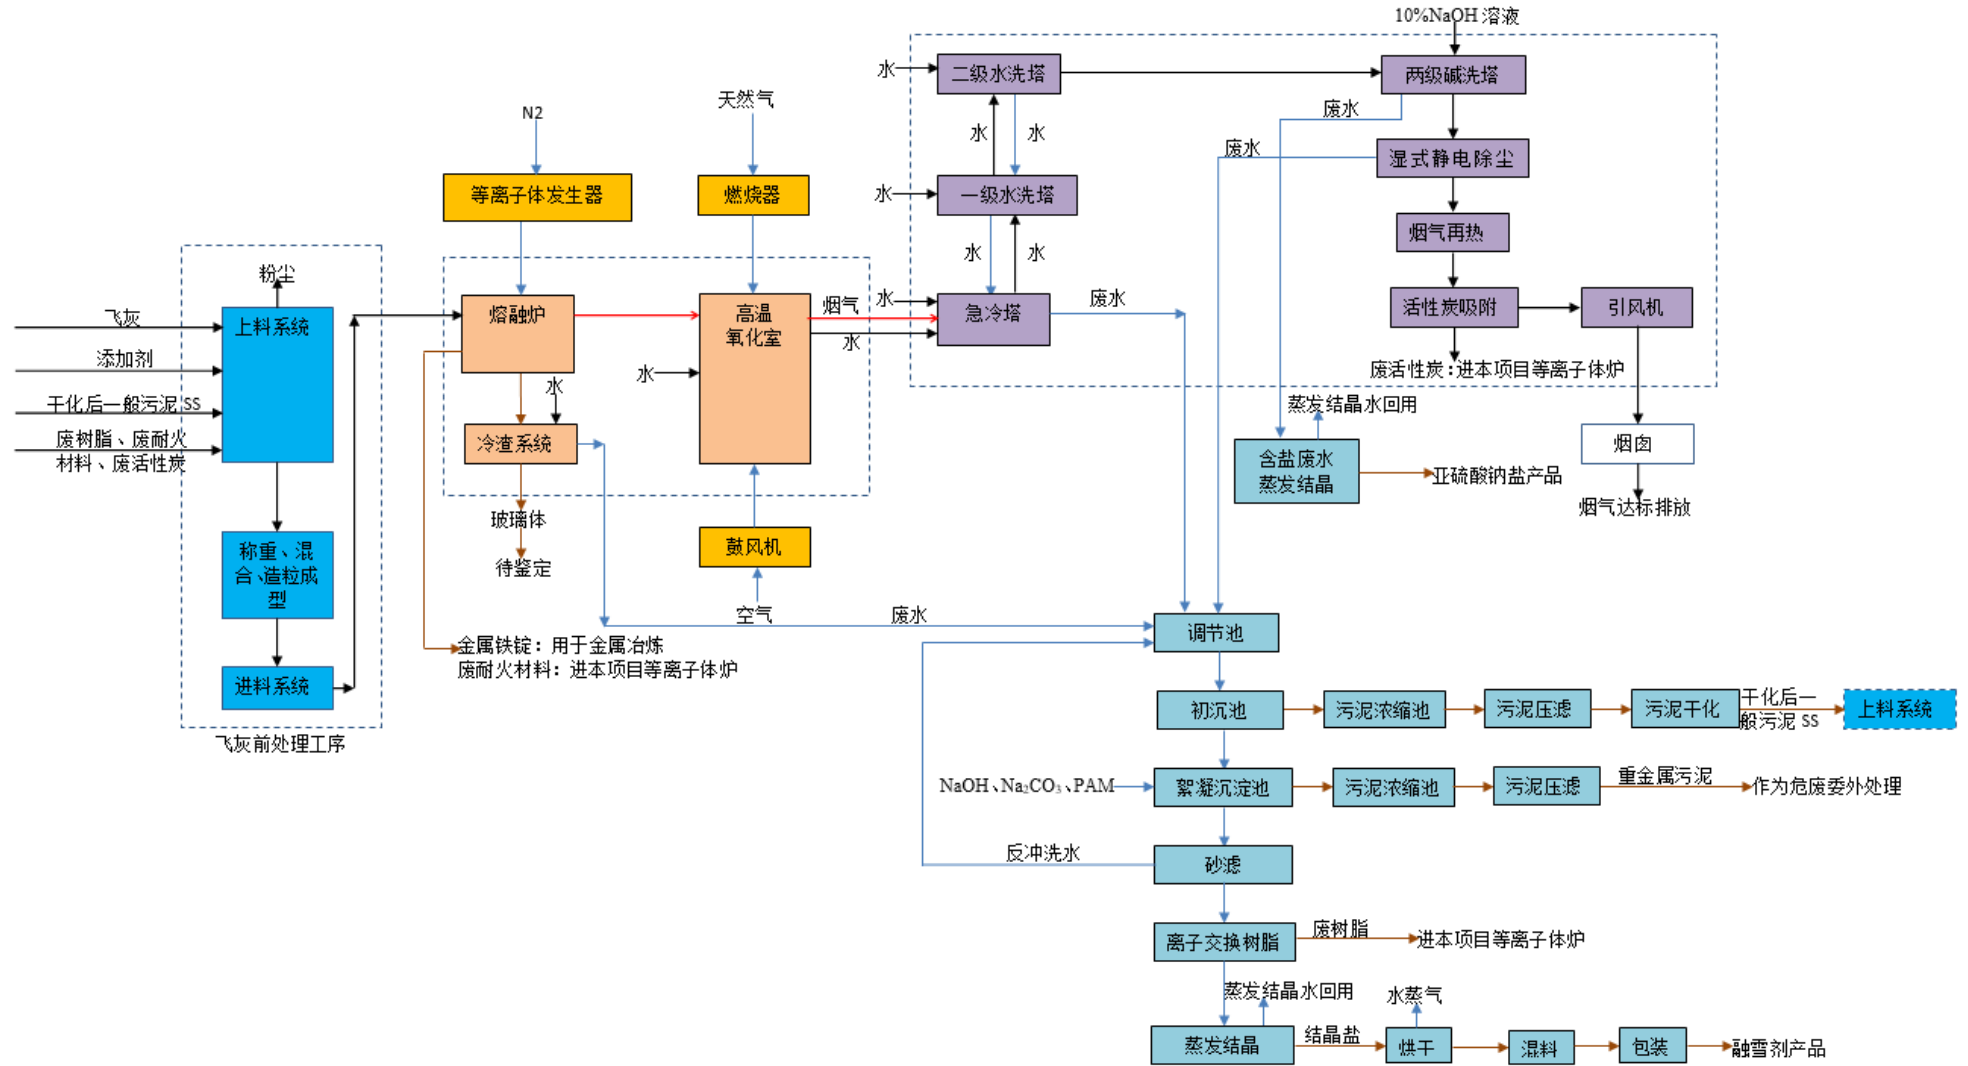 10%NaOH 溶液
水
二级水洗塔
两级碱洗塔
天然气
废水
N2
水
水
废水
湿式静电除尘
等离子体发生器
燃烧器
水
一级水洗塔
烟气再热
粉尘
水
水
飞灰
上料系统
熔融炉
高温
氧化室
烟气
水
急冷塔
废水
活性炭吸附
引风机
水
添加剂
水
水
废活性炭:进本项目等离子体炉
干化后一般污泥 SS
蒸发结晶水回用
废树脂、废耐火
材料、废活性炭
冷渣系统
含盐废水
蒸发结晶
亚硫酸钠盐产品
烟囱
烟气达标排放
玻璃体
待鉴定
鼓风机
空气
称重、混
合、造粒成
型
废水
调节池
金属铁锭：用于金属冶炼
废耐火材料：进本项目等离子体炉
进料系统
飞灰前处理工序
初沉池
污泥浓缩池
污泥压滤
污泥干化
干化后一
般污泥 SS
上料系统
NaOH、Na₂CO₃、PAM
絮凝沉淀池
污泥浓缩池
污泥压滤
重金属污泥
作为危废委外处理
反冲洗水
砂滤
离子交换树脂
废树脂
进本项目等离子体炉
蒸发结晶水回用
水蒸气
蒸发结晶
结晶盐
烘干
混料
包装
融雪剂产品